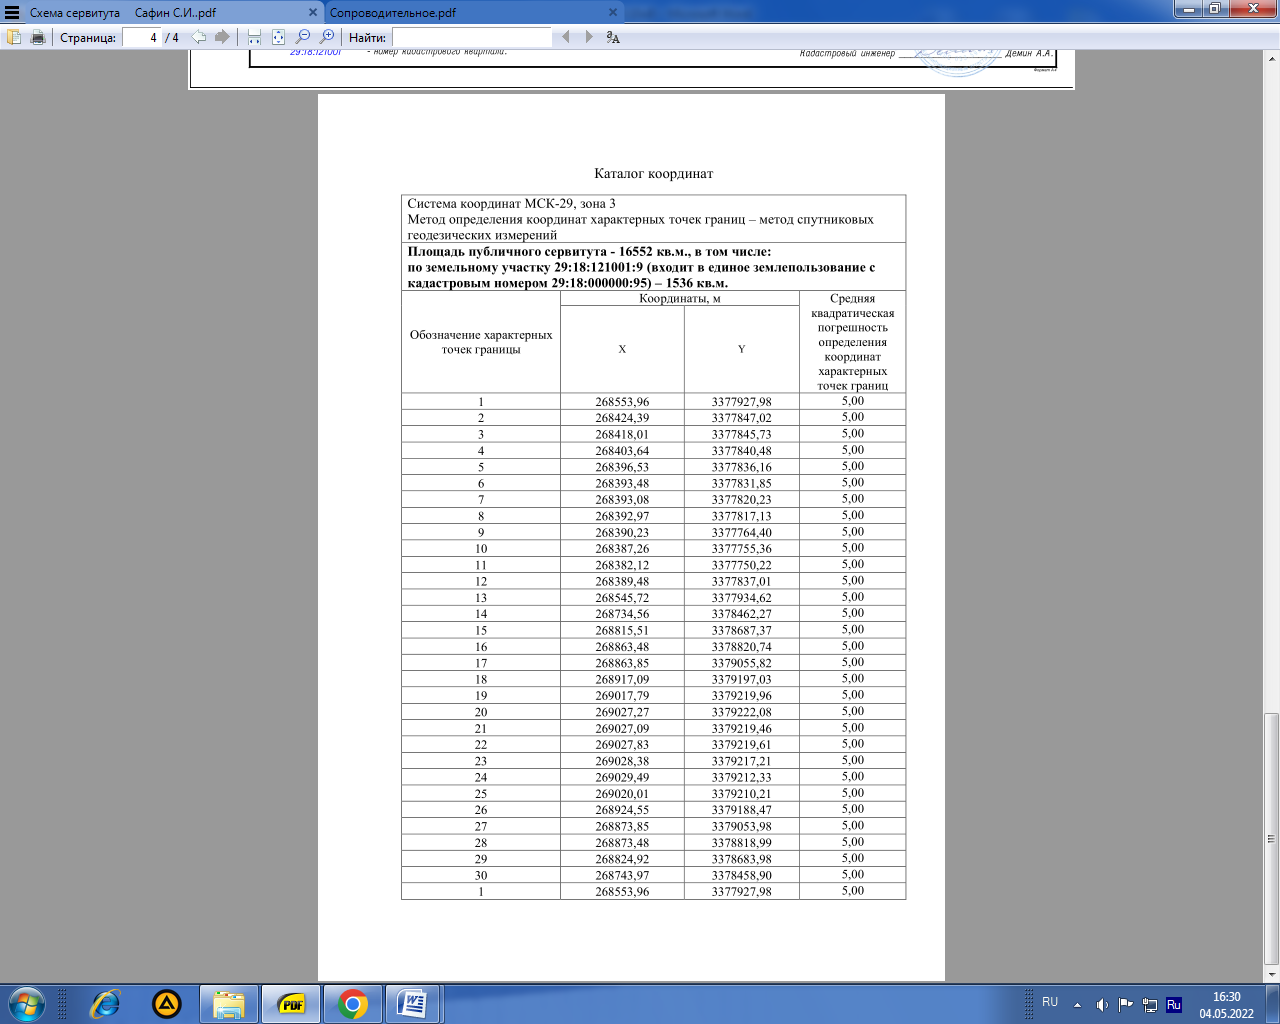 Схема сервитута Сафин С.И..pdf
Сопроводительное.pdf
Страница: 4 / 4 Найти:
29:18:121001 - номер кадастрового квартала.
Кадастровый инженер Демин А.А.
Формат А4
Каталог координат
Система координат МСК-29, зона 3
Метод определения координат характерных точек границ – метод спутниковых
геодезических измерений
Площадь публичного сервитута - 16552 кв.м., в том числе:
по земельному участку 29:18:121001:9 (входит в единое землепользование с
кадастровым номером 29:18:000000:95) – 1536 кв.м.
Обозначение характерных
точек границы
Координаты, м
X Y
Средняя
квадратическая
погрешность
определения
координат
характерных
точек границ
1 268553,96 3377927,98 5,00
2 268424,39 3377847,02 5,00
3 268418,01 3377845,73 5,00
4 268403,64 3377840,48 5,00
5 268396,53 3377836,16 5,00
6 268393,48 3377831,85 5,00
7 268393,08 3377820,23 5,00
8 268392,97 3377817,13 5,00
9 268390,23 3377764,40 5,00
10 268387,26 3377755,36 5,00
11 268382,12 3377750,22 5,00
12 268389,48 3377837,01 5,00
13 268545,72 3377934,62 5,00
14 268734,56 3378462,27 5,00
15 268815,51 3378687,37 5,00
16 268863,48 3378820,74 5,00
17 268863,85 3379055,82 5,00
18 268917,09 3379197,03 5,00
19 269017,79 3379219,96 5,00
20 269027,27 3379222,08 5,00
21 269027,09 3379219,46 5,00
22 269027,83 3379219,61 5,00
23 269028,38 3379217,21 5,00
24 269029,49 3379212,33 5,00
25 269020,01 3379210,21 5,00
26 268924,55 3379188,47 5,00
27 268873,85 3379053,98 5,00
28 268873,48 3378818,99 5,00
29 268824,92 3378683,98 5,00
30 268743,97 3378458,90 5,00
1 268553,96 3377927,98 5,00
PDF
RU
Ru
16:30
04.05.2022